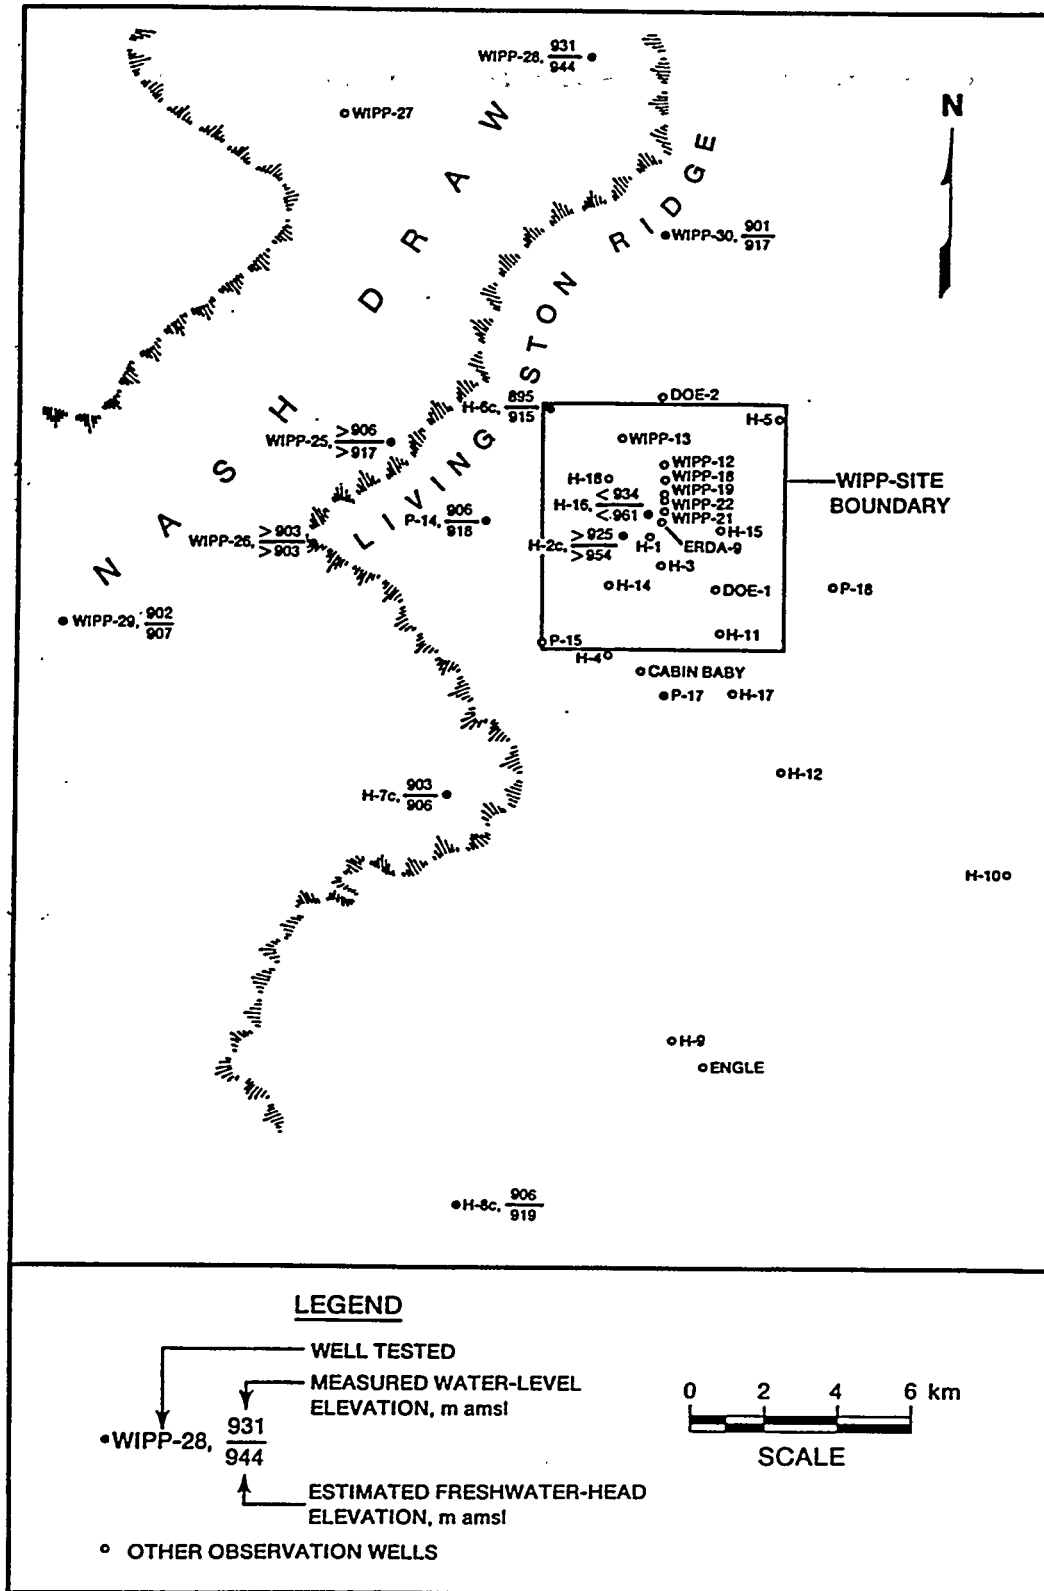 WIPP-28, 931
944
WIPP-27
N
NASH DRAW
LIVINGSTON RIDGE
WIPP-30, 901
917
DOE-2
H-6c, 895
915
H-5
WIPP-25, >906
>917
WIPP-13
WIPP-12
H-18
WIPP-18
WIPP-SITE
BOUNDARY
WIPP-19
H-16, <934
<961
WIPP-22
P-14, 906
918
WIPP-21
H-15
WIPP-26, >903
>903
H-2c, >925
>954
H-1
ERDA-9
H-3
H-14
DOE-1
P-18
WIPP-29, 902
907
H-11
P-15
H-4
CABIN BABY
P-17
H-17
H-12
H-7c, 903
906
H-10
H-9
ENGLE
H-8c, 906
919
LEGEND
WELL TESTED
MEASURED WATER-LEVEL
ELEVATION, m amsl
WIPP-28, 931
944
ESTIMATED FRESHWATER-HEAD
ELEVATION, m amsl
OTHER OBSERVATION WELLS
0 2 4 6 km
SCALE